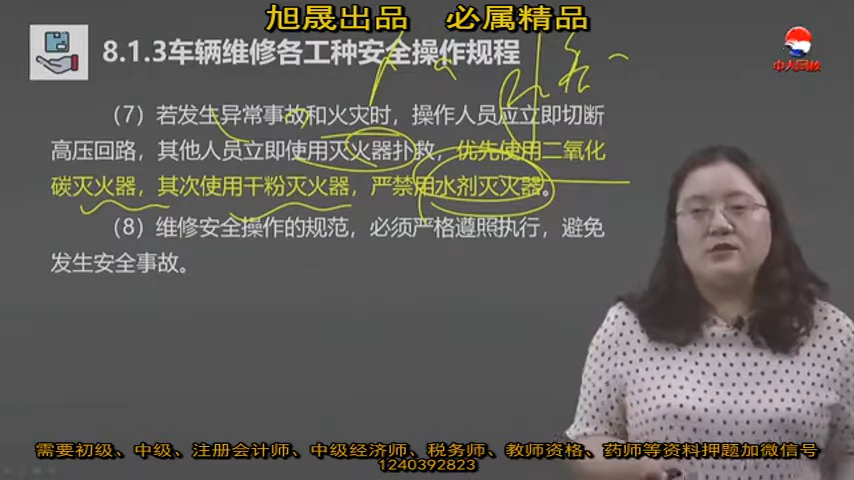 旭晟出品 必属精品
8.1.3车辆维修各工种安全操作规程
（7）若发生异常事故和火灾时，操作人员应立即切断
高压回路，其他人员立即使用灭火器扑救，优先使用二氧化
碳灭火器，其次使用干粉灭火器，严禁用水剂灭火器。
（8）维修安全操作的规范，必须严格遵照执行，避免
发生安全事故。
需要初级、中级、注册会计师、中级经济师、税务师、教师资格、药师等资料押题加微信号
1240392823